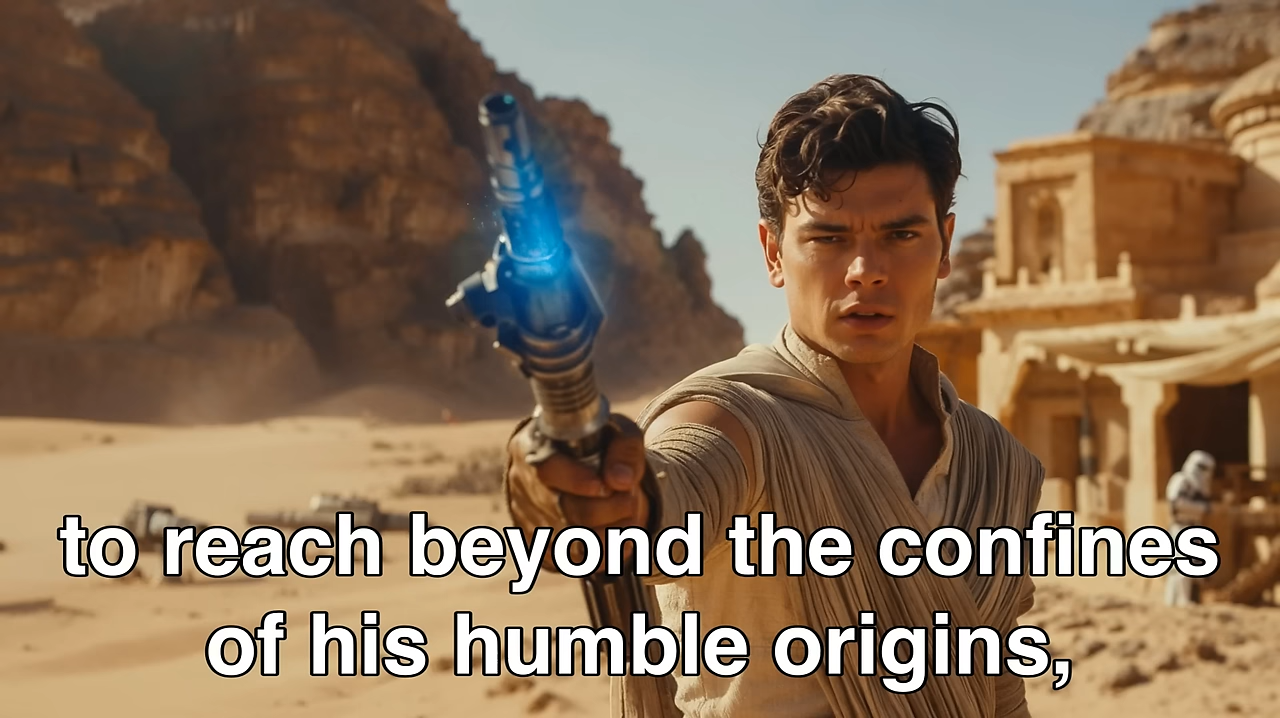 to reach beyond the confines
of his humble origins,